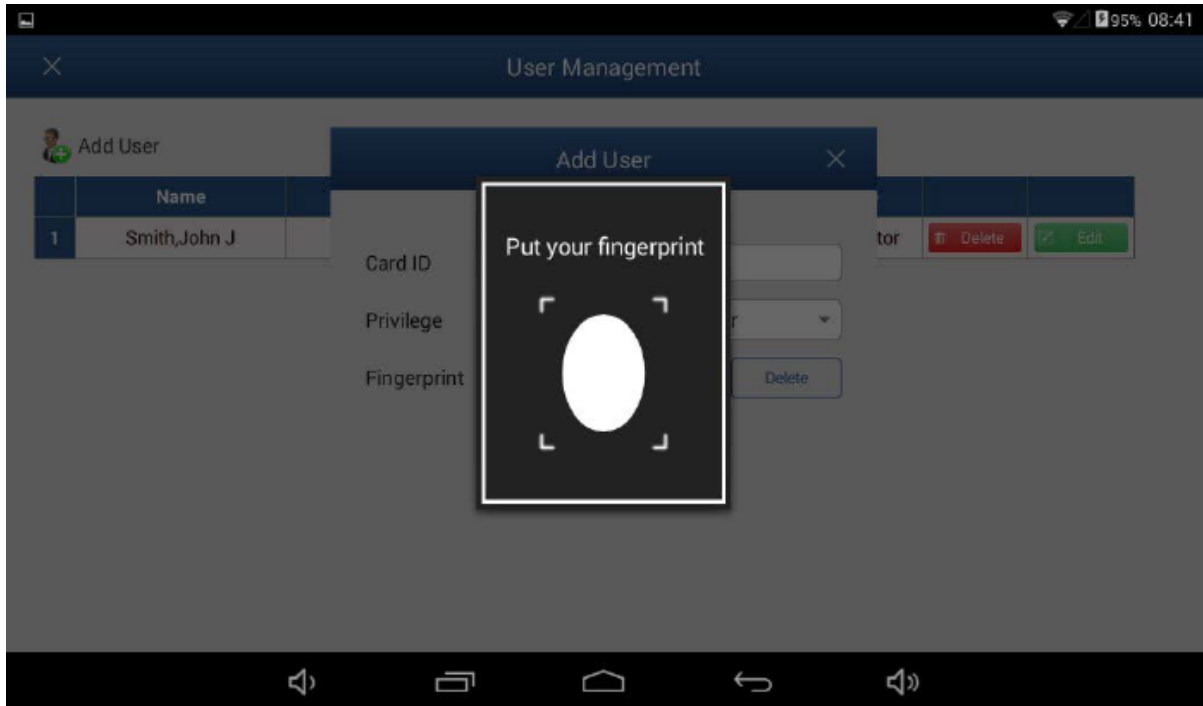 95% 08:41
User Management
Add User
Add User
Name
1 Smith,John J tor Delete Edit
Put your fingerprint
Card ID
Privilege r
Fingerprint Delete